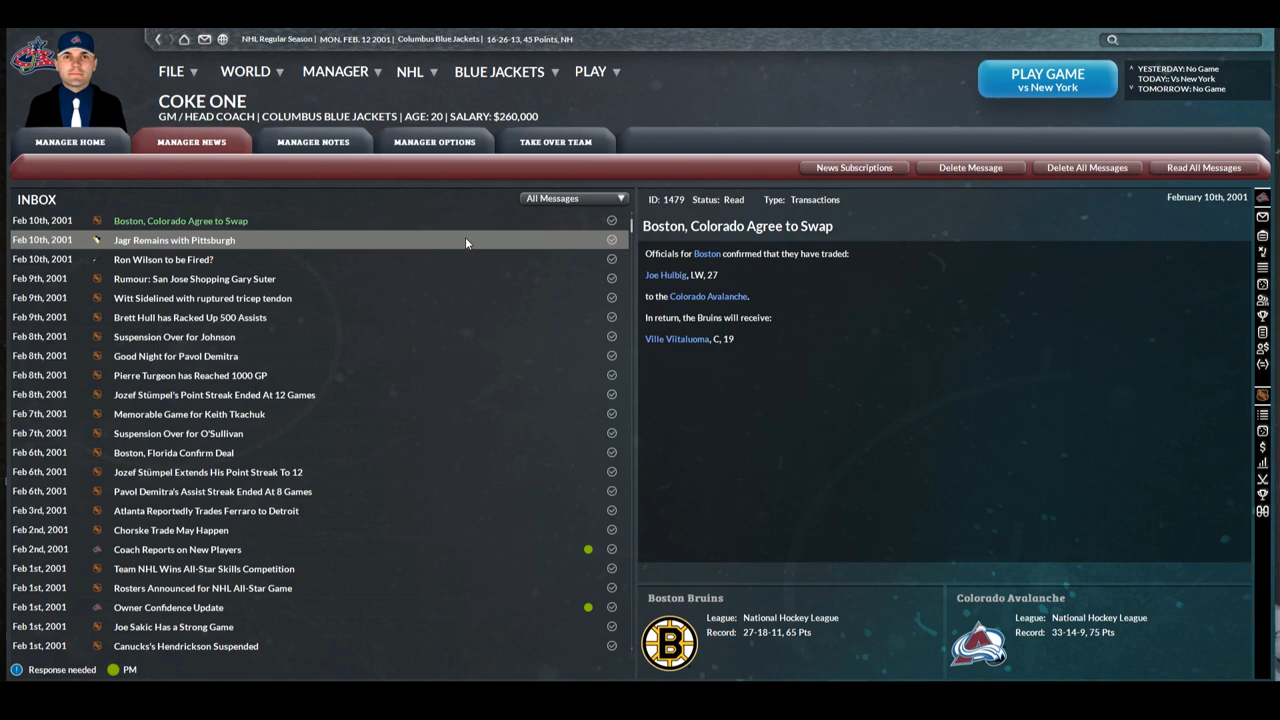 NHL Regular Season | MON. FEB. 12 2001 | Columbus Blue Jackets | 16-26-13, 45 Points, NH
FILE WORLD MANAGER NHL BLUE JACKETS PLAY
PLAY GAME
vs New York
YESTERDAY: No Game
TODAY:: Vs New York
TOMORROW: No Game
COKE ONE
GM / HEAD COACH | COLUMBUS BLUE JACKETS | AGE: 20 | SALARY: $260,000
MANAGER HOME MANAGER NEWS MANAGER NOTES MANAGER OPTIONS TAKE OVER TEAM
News Subscriptions Delete Message Delete All Messages Read All Messages
INBOX All Messages
Feb 10th, 2001 Boston, Colorado Agree to Swap
Feb 10th, 2001 Jagr Remains with Pittsburgh
Feb 10th, 2001 Ron Wilson to be Fired?
Feb 9th, 2001 Rumour: San Jose Shopping Gary Suter
Feb 9th, 2001 Witt Sidelined with ruptured tricep tendon
Feb 9th, 2001 Brett Hull has Racked Up 500 Assists
Feb 8th, 2001 Suspension Over for Johnson
Feb 8th, 2001 Good Night for Pavol Demitra
Feb 8th, 2001 Pierre Turgeon has Reached 1000 GP
Feb 8th, 2001 Jozef Stümpel's Point Streak Ended At 12 Games
Feb 7th, 2001 Memorable Game for Keith Tkachuk
Feb 7th, 2001 Suspension Over for O'Sullivan
Feb 6th, 2001 Boston, Florida Confirm Deal
Feb 6th, 2001 Jozef Stümpel Extends His Point Streak To 12
Feb 6th, 2001 Pavol Demitra's Assist Streak Ended At 8 Games
Feb 3rd, 2001 Atlanta Reportedly Trades Ferraro to Detroit
Feb 2nd, 2001 Chorske Trade May Happen
Feb 2nd, 2001 Coach Reports on New Players
Feb 1st, 2001 Team NHL Wins All-Star Skills Competition
Feb 1st, 2001 Rosters Announced for NHL All-Star Game
Feb 1st, 2001 Owner Confidence Update
Feb 1st, 2001 Joe Sakic Has a Strong Game
Feb 1st, 2001 Canucks's Hendrickson Suspended
Response needed PM
ID: 1479 Status: Read Type: Transactions February 10th, 2001
Boston, Colorado Agree to Swap
Officials for Boston confirmed that they have traded:
Joe Hulbig, LW, 27
to the Colorado Avalanche.
In return, the Bruins will receive:
Ville Viitaluoma, C, 19
Boston Bruins
League: National Hockey League
Record: 27-18-11, 65 Pts
Colorado Avalanche
League: National Hockey League
Record: 33-14-9, 75 Pts